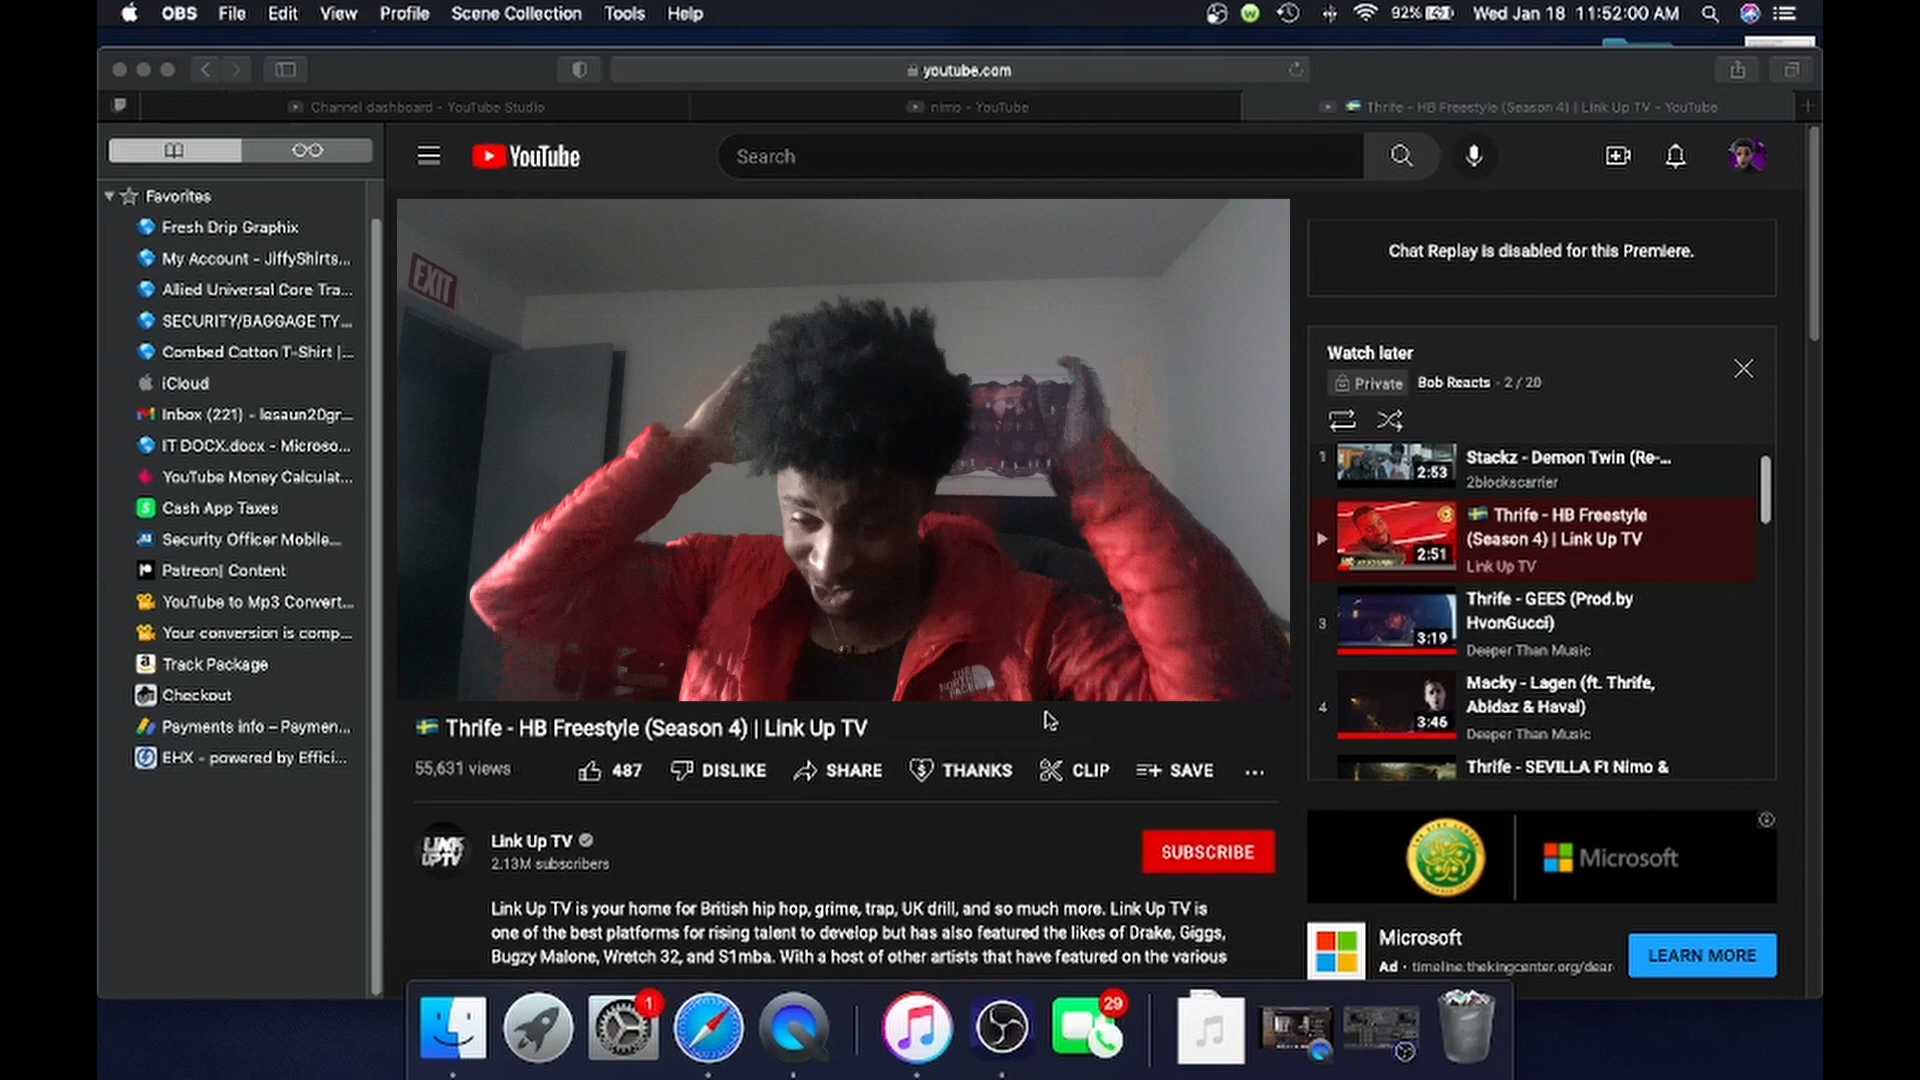 OBS File Edit View Profile Scene Collection Tools Help
92% Wed Jan 18 11:52:00 AM
youtube.com
Channel dashboard - YouTube Studio
nimo - YouTube
🇸🇪 Thrife - HB Freestyle (Season 4) | Link Up TV - YouTube
YouTube
Search
Favorites
Fresh Drip Graphix
My Account - JiffyShirts...
Allied Universal Core Tra...
SECURITY/BAGGAGE TY...
Combed Cotton T-Shirt |...
iCloud
Inbox (221) - lesaun20gr...
IT DOCX.docx - Microso...
YouTube Money Calculat...
Cash App Taxes
Security Officer Mobile...
Patreon| Content
YouTube to Mp3 Convert...
Your conversion is comp...
Track Package
Checkout
Payments info – Paymen...
EHX - powered by Effici...
EXIT
THE NORTH FACE
🇸🇪 Thrife - HB Freestyle (Season 4) | Link Up TV
55,631 views
487 DISLIKE SHARE THANKS CLIP SAVE ...
LINK UPTV
Link Up TV
2.13M subscribers
SUBSCRIBE
Link Up TV is your home for British hip hop, grime, trap, UK drill, and so much more. Link Up TV is
one of the best platforms for rising talent to develop but has also featured the likes of Drake, Giggs,
Bugzy Malone, Wretch 32, and S1mba. With a host of other artists that have featured on the various
Chat Replay is disabled for this Premiere.
Watch later
Private Bob Reacts - 2 / 20
1
2:53
Stackz - Demon Twin (Re-...
2blockscarrier
2:51
🇸🇪 Thrife - HB Freestyle
(Season 4) | Link Up TV
Link Up TV
3
3:19
Thrife - GEES (Prod.by
HvonGucci)
Deeper Than Music
4
3:46
Macky - Lagen (ft. Thrife,
Abidaz & Haval)
Deeper Than Music
Thrife - SEVILLA Ft Nimo &
Microsoft
Microsoft
Ad · timeline.thekingcenter.org/dear
LEARN MORE
1
29